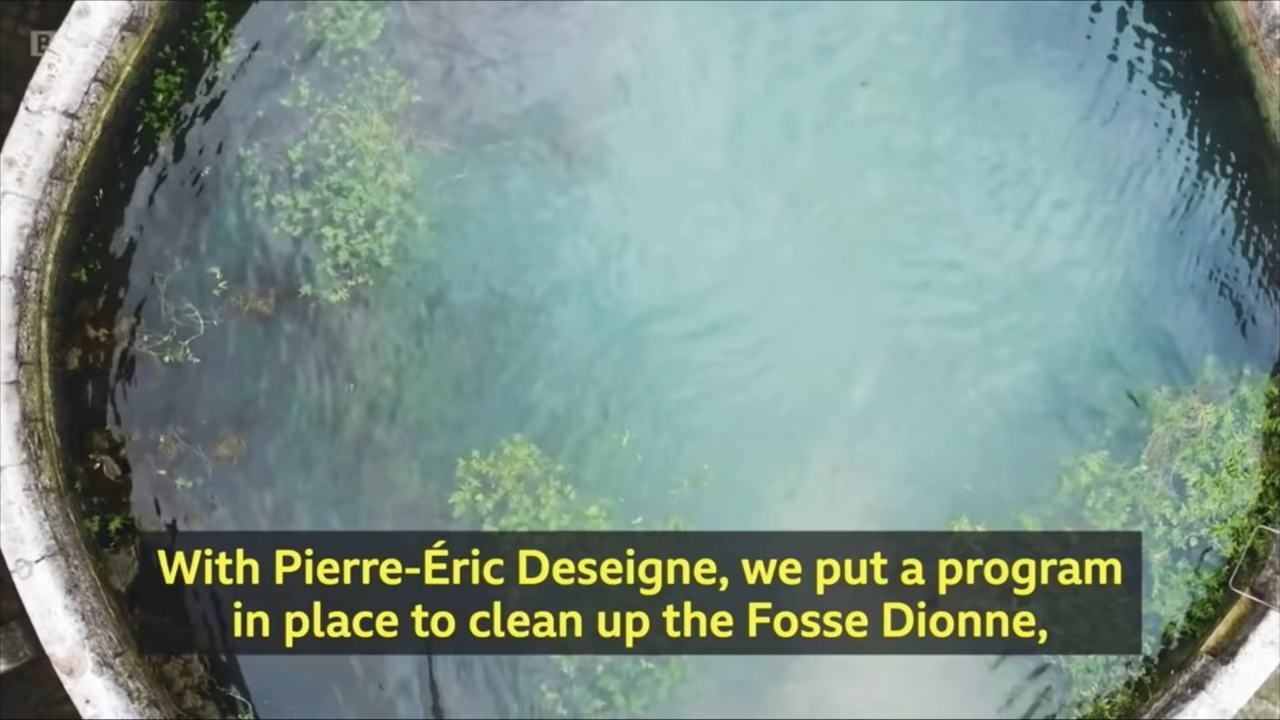 With Pierre-Éric Deseigne, we put a program
in place to clean up the Fosse Dionne,